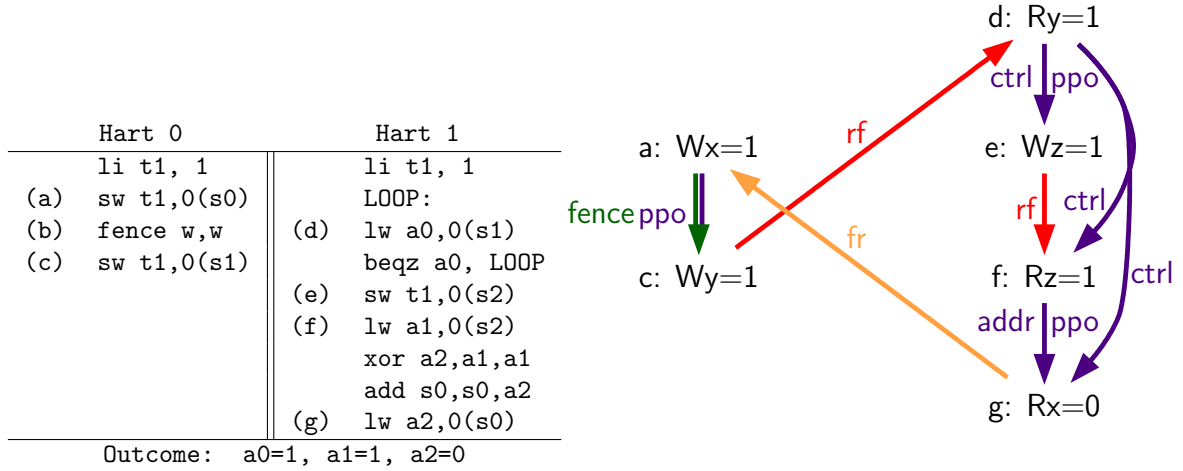 Hart 0 Hart 1
li t1, 1 li t1, 1
(a) sw t1,0(s0) LOOP:
(b) fence w,w (d) lw a0,0(s1)
(c) sw t1,0(s1) beqz a0, LOOP
(e) sw t1,0(s2)
(f) lw a1,0(s2)
xor a2,a1,a1
add s0,s0,a2
(g) lw a2,0(s0)
Outcome: a0=1, a1=1, a2=0
d: Ry=1
ctrl ppo
rf
a: Wx=1 e: Wz=1
fence ppo rf ctrl
fr
c: Wy=1 f: Rz=1 ctrl
addr ppo
g: Rx=0